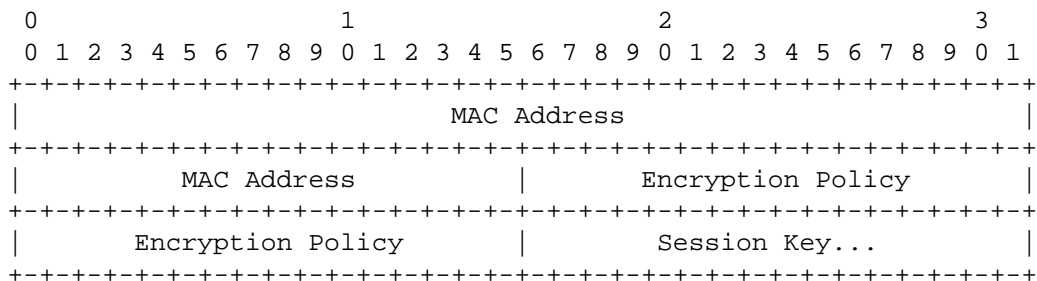 0                   1                   2                   3
 0 1 2 3 4 5 6 7 8 9 0 1 2 3 4 5 6 7 8 9 0 1 2 3 4 5 6 7 8 9 0 1
+-+-+-+-+-+-+-+-+-+-+-+-+-+-+-+-+-+-+-+-+-+-+-+-+-+-+-+-+-+-+-+-+
|                          MAC Address                          |
+-+-+-+-+-+-+-+-+-+-+-+-+-+-+-+-+-+-+-+-+-+-+-+-+-+-+-+-+-+-+-+-+
|          MAC Address          |       Encryption Policy       |
+-+-+-+-+-+-+-+-+-+-+-+-+-+-+-+-+-+-+-+-+-+-+-+-+-+-+-+-+-+-+-+-+
|       Encryption Policy       |        Session Key...         |
+-+-+-+-+-+-+-+-+-+-+-+-+-+-+-+-+-+-+-+-+-+-+-+-+-+-+-+-+-+-+-+-+